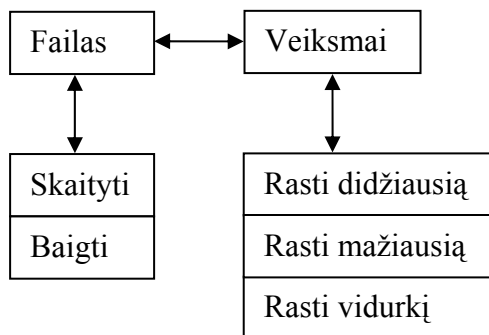 Failas
Veiksmai
Skaityti
Baigti
Rasti didžiausią
Rasti mažiausią
Rasti vidurkį